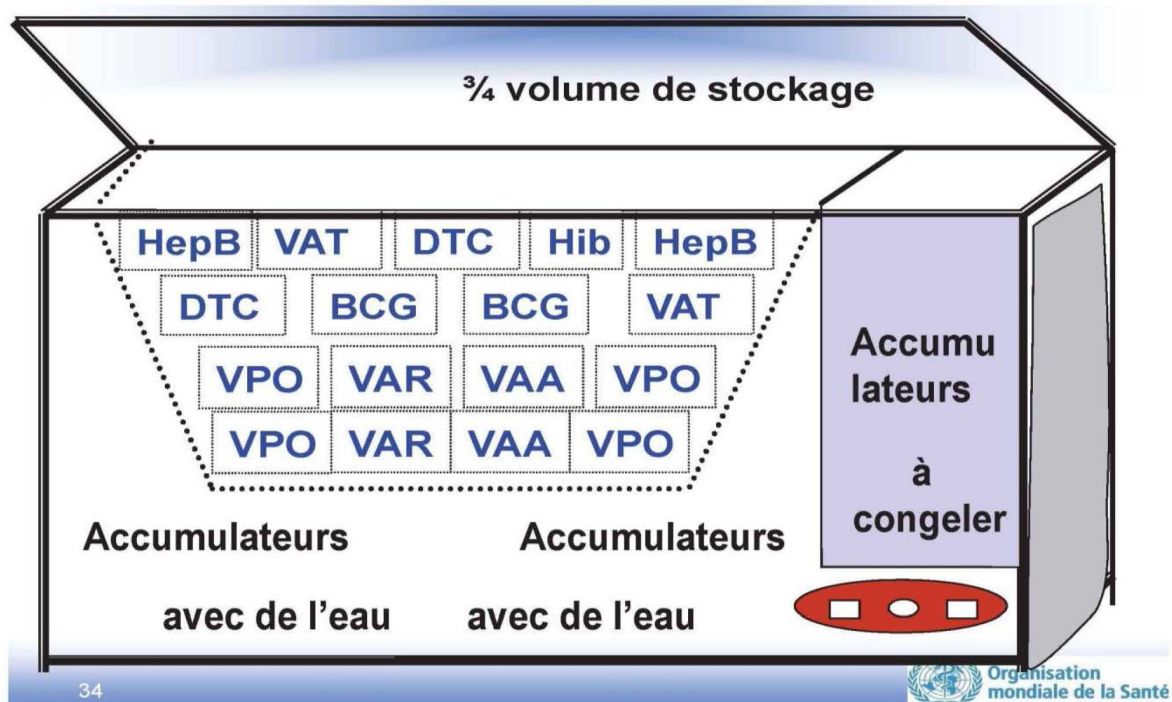 ¾ volume de stockage
HepB VAT DTC Hib HepB
DTC BCG BCG VAT
VPO VAR VAA VPO
VPO VAR VAA VPO
Accumu
lateurs
à
congeler
Accumulateurs Accumulateurs
avec de l'eau avec de l'eau
34
Organisation
mondiale de la Santé